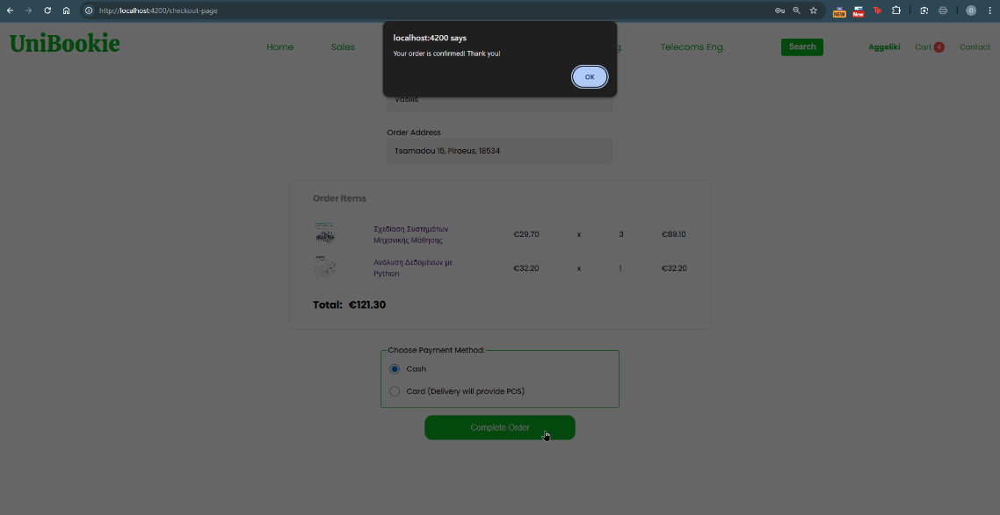 http://localhost:4200/checkout-page
NEW
New
Tp
localhost:4200 says
Your order is confirmed! Thank you!
OK
UniBookie
Home
Sales
g.
Telecoms Eng.
Search
Aggeliki
Cart 4
Contact
Vasilis
Order Address
Tsamadou 15, Piraeus, 18534
Order Items
Σχεδίαση Συστημάτων
Μηχανικής Μάθησης
€29.70 x 3 €89.10
Ανάλυση Δεδομένων με
Python
€32.20 x 1 €32.20
Total: €121.30
Choose Payment Method:
Cash
Card (Delivery will provide POS)
Complete Order